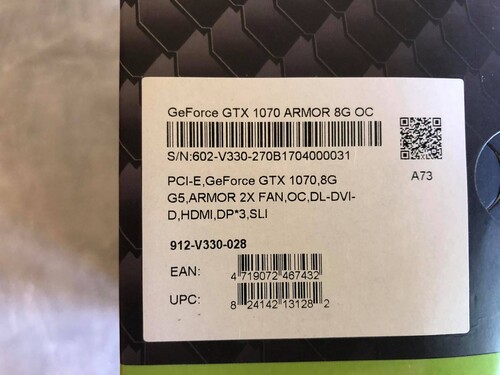 GeForce GTX 1070 ARMOR 8G OC
S/N:602-V330-270B1704000031
A73
PCI-E,GeForce GTX 1070,8G
G5,ARMOR 2X FAN,OC,DL-DVI-
D,HDMI,DP*3,SLI
912-V330-028
EAN: 4 719072 467432
UPC: 8 24142 13128 2